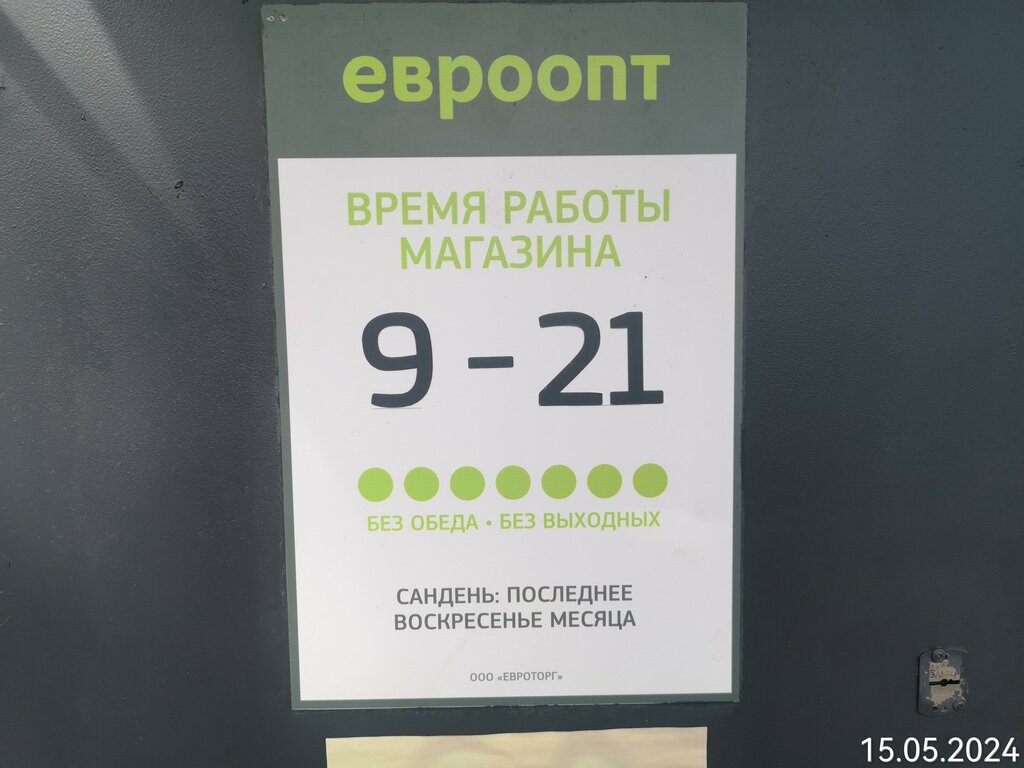 евроопт
ВРЕМЯ РАБОТЫ
МАГАЗИНА
9 - 21
БЕЗ ОБЕДА • БЕЗ ВЫХОДНЫХ
САНДЕНЬ: ПОСЛЕДНЕЕ
ВОСКРЕСЕНЬЕ МЕСЯЦА
ООО «ЕВРОТОРГ»
15.05.2024